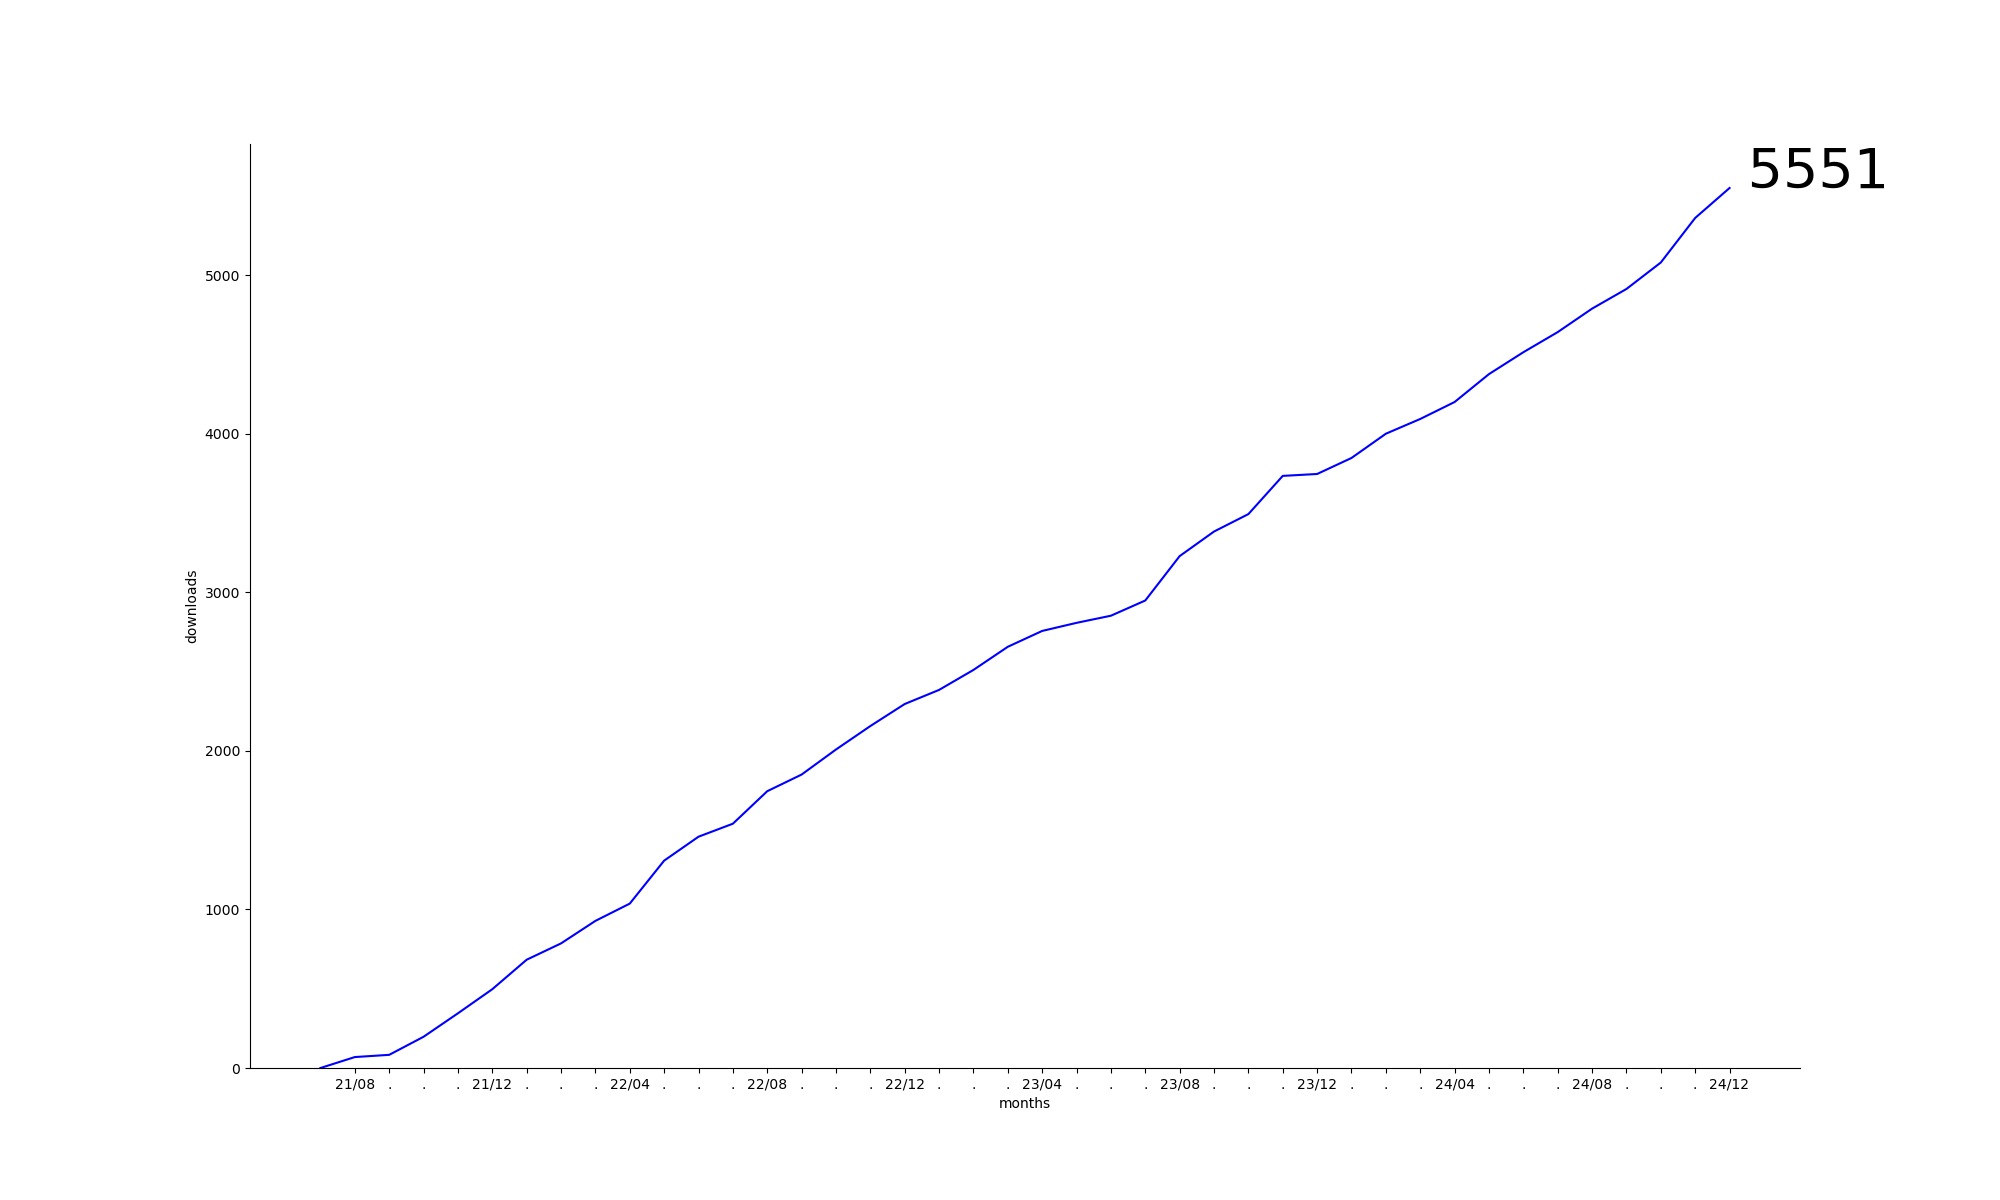 5551
5000
4000
3000
2000
1000
0
downloads
21/08 . . . 21/12 . . . 22/04 . . . 22/08 . . . 22/12 . . . 23/04 . . . 23/08 . . . 23/12 . . . 24/04 . . . 24/08 . . . 24/12
months